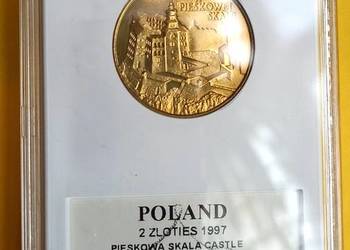 PIESKOWA
SKAŁA
POLAND
2 ZLOTIES 1997
PIESKOWA SKALA CASTLE